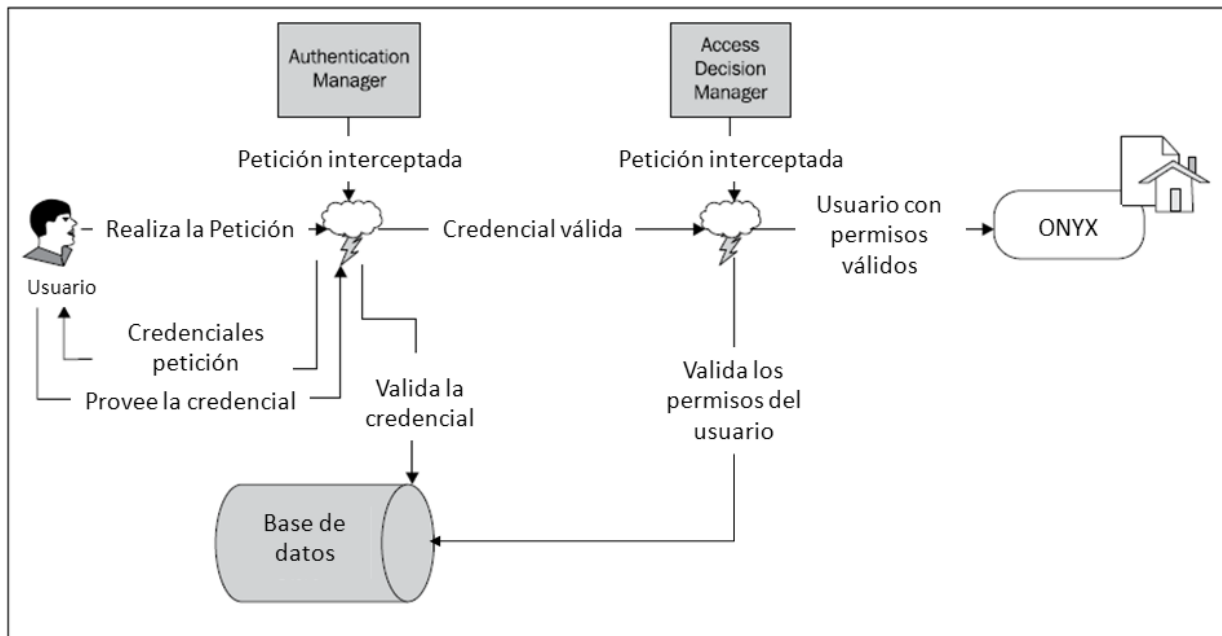 Authentication
Manager
Access
Decision
Manager
Petición interceptada
Petición interceptada
Realiza la Petición
Credencial válida
Usuario con
permisos
válidos
ONYX
Usuario
Credenciales
petición
Provee la credencial
Valida la
credencial
Valida los
permisos del
usuario
Base de
datos